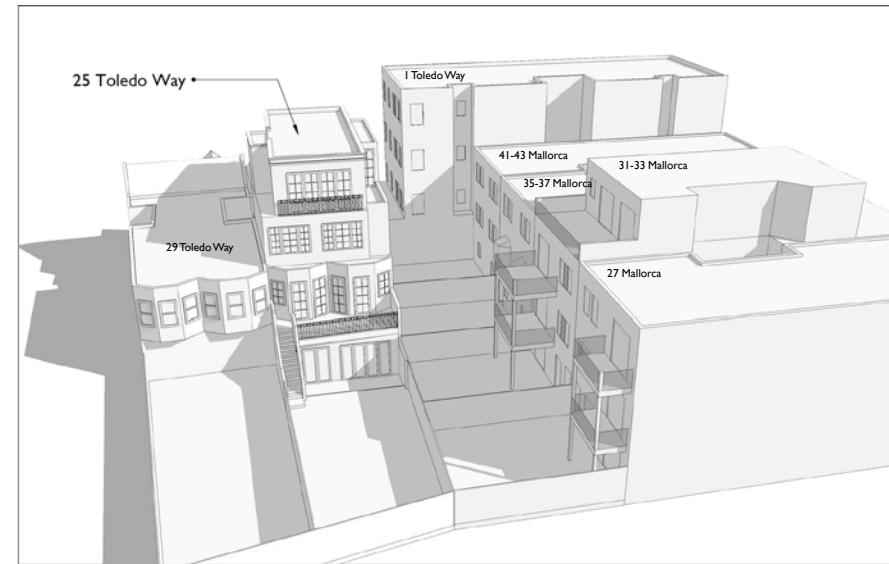 25 Toledo Way
1 Toledo Way
41-43 Mallorca
31-33 Mallorca
35-37 Mallorca
29 Toledo Way
27 Mallorca